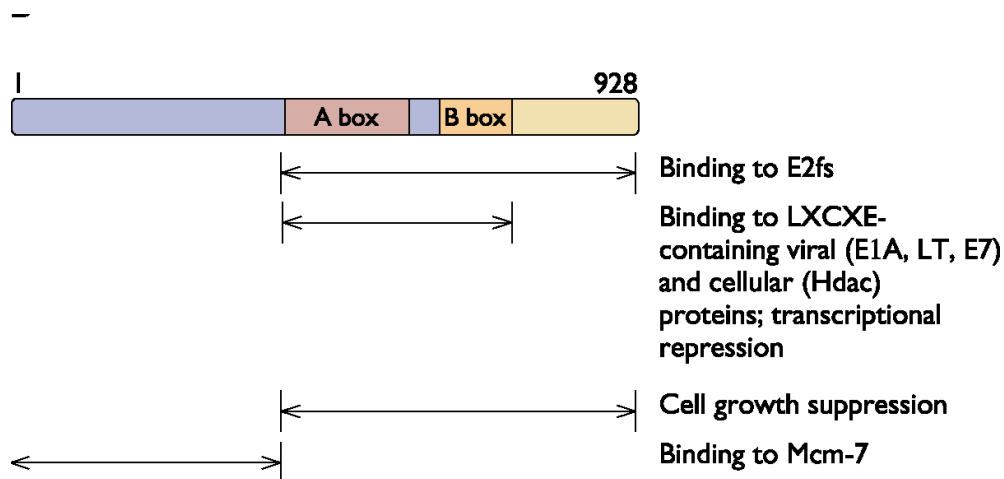 1
928
A box
B box
Binding to E2fs
Binding to LXCXE-
containing viral (E1A, LT, E7)
and cellular (Hdac)
proteins; transcriptional
repression
Cell growth suppression
Binding to Mcm-7